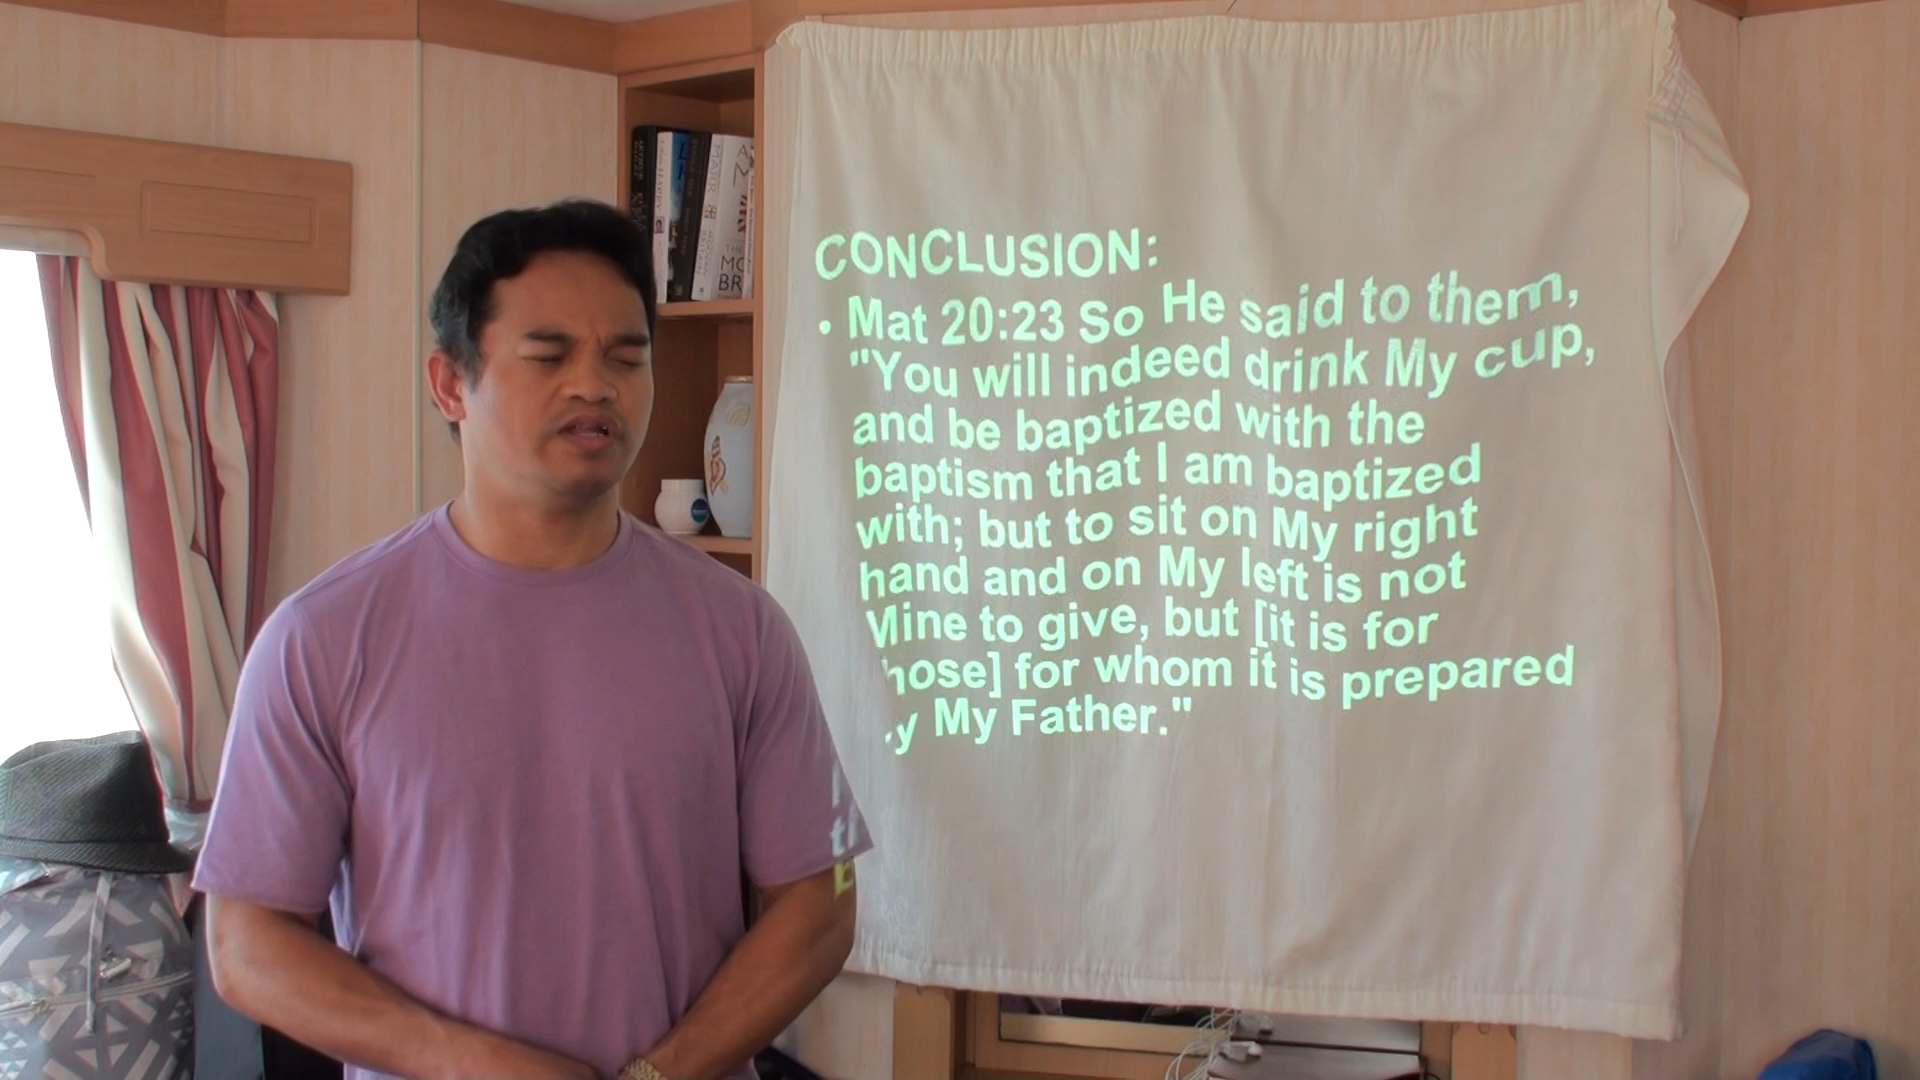 CONCLUSION:
• Mat 20:23 So He said to them,
"You will indeed drink My cup,
and be baptized with the
baptism that I am baptized
with; but to sit on My right
hand and on My left is not
Mine to give, but [it is for
hose] for whom it is prepared
y My Father."